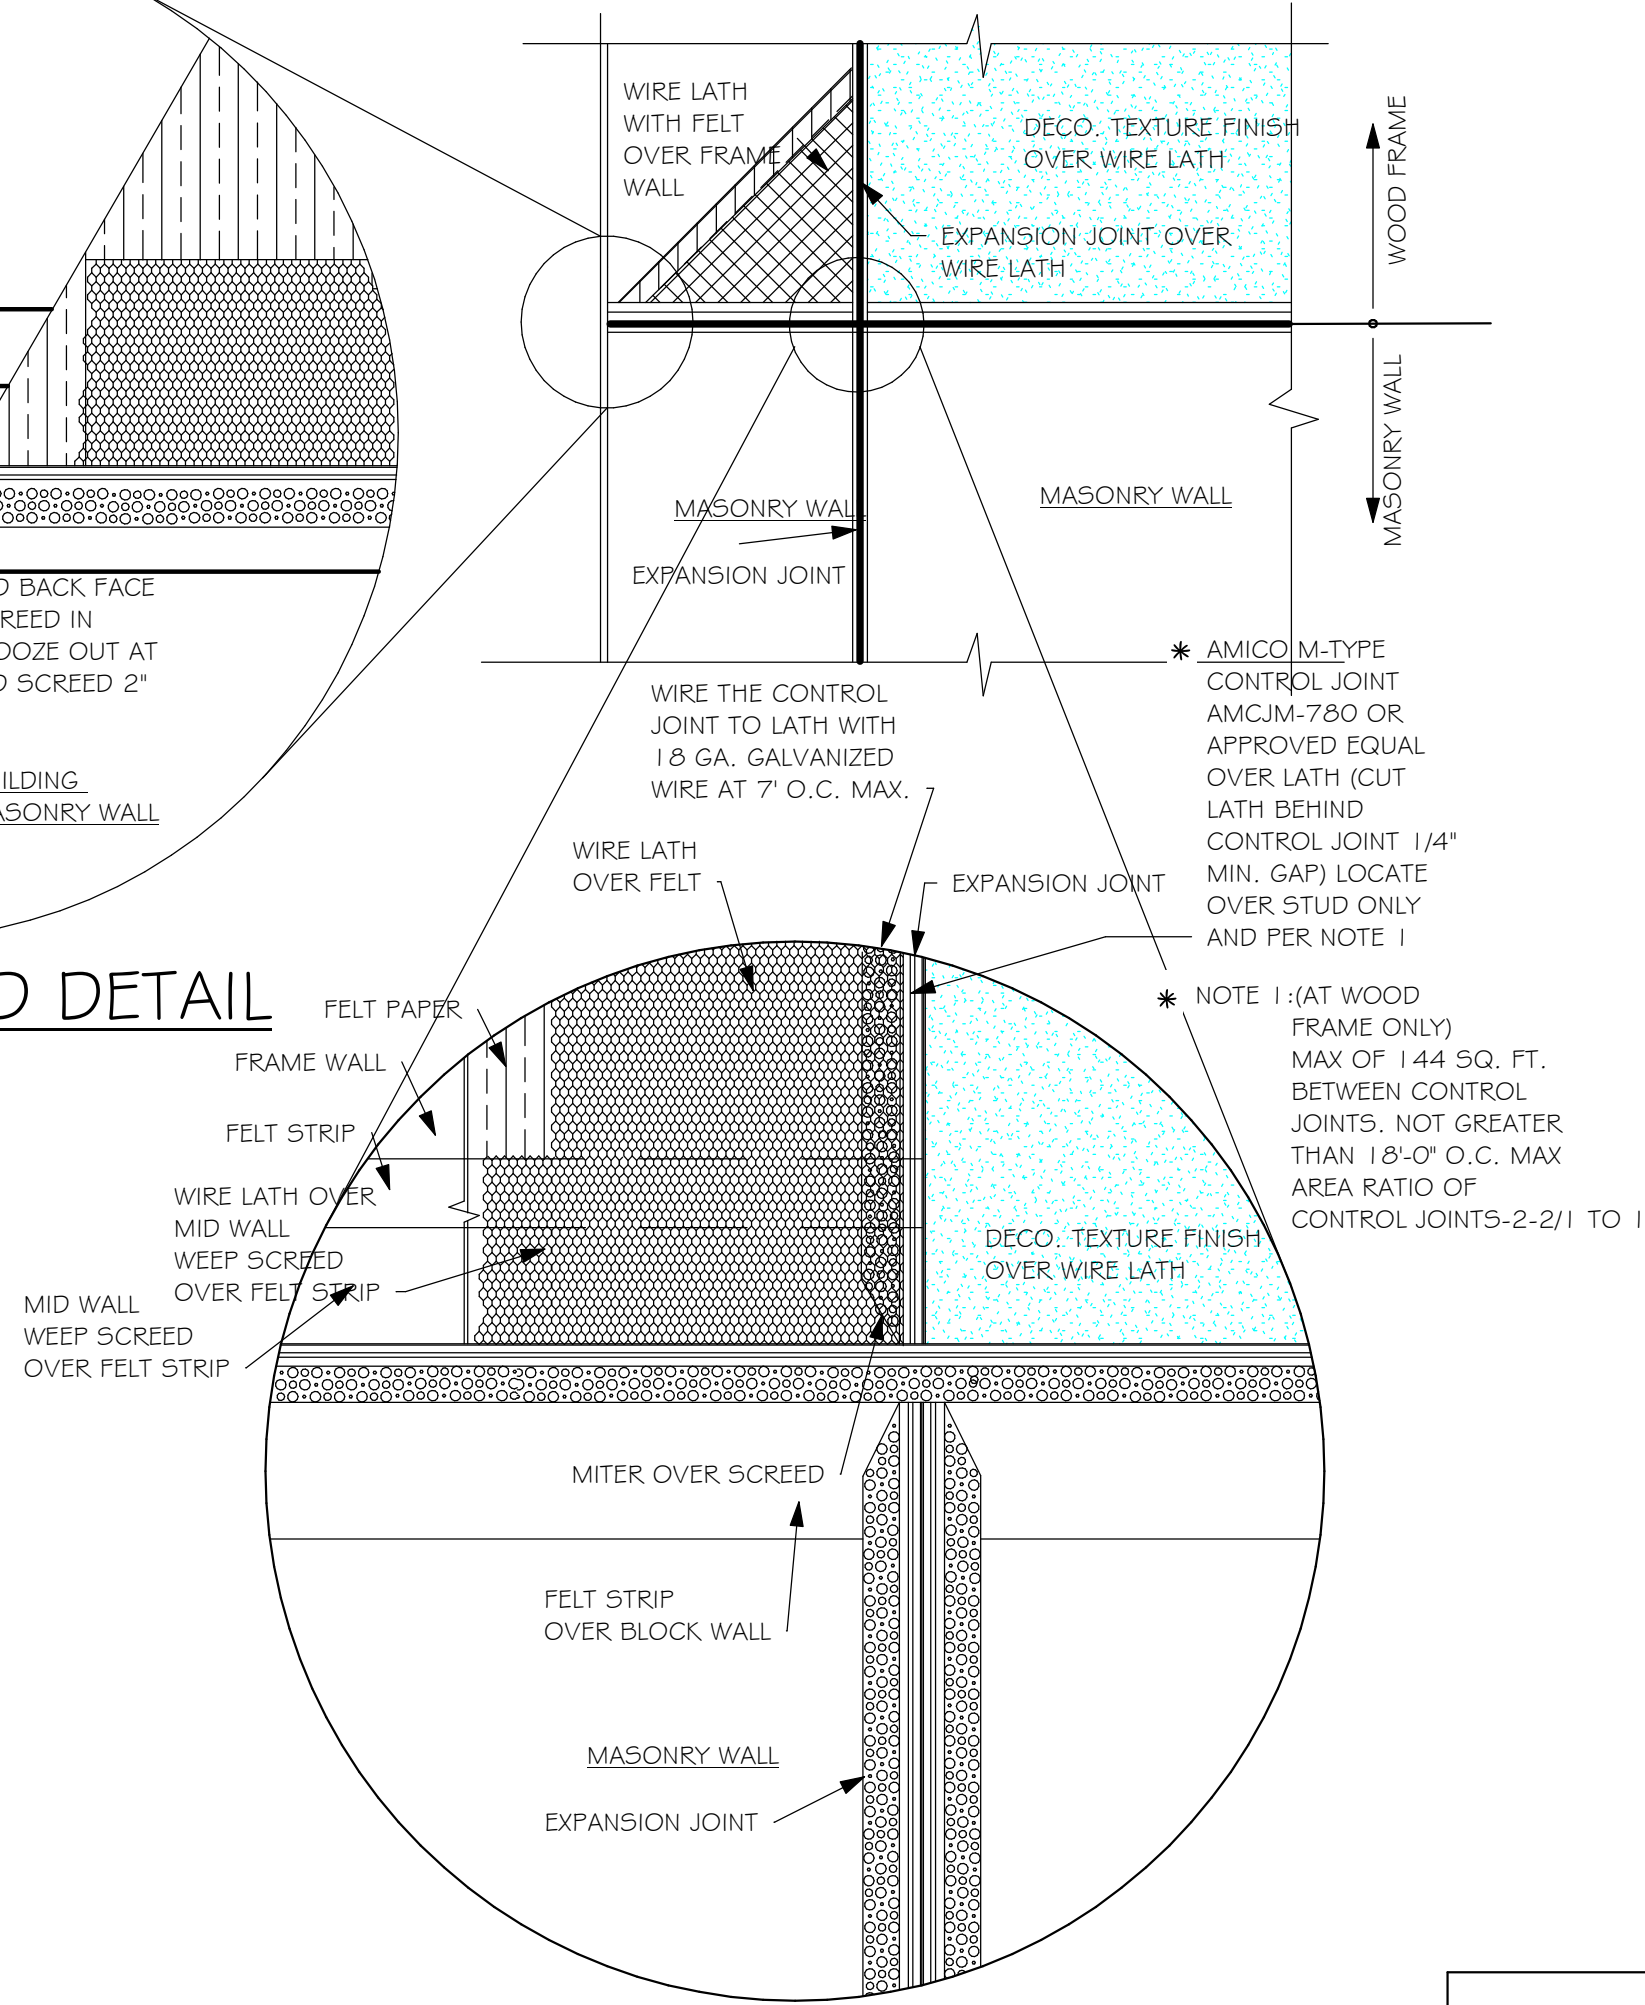 WIRE LATH
WITH FELT
OVER FRAME
WALL
DECO. TEXTURE FINISH
OVER WIRE LATH
EXPANSION JOINT OVER
WIRE LATH
WOOD FRAME
MASONRY WALL
MASONRY WALL
EXPANSION JOINT
MASONRY WALL
BACK FACE
IN
OOZE OUT AT
SCREED 2"
MASONRY WALL
DETAIL
WIRE THE CONTROL
JOINT TO LATH WITH
18 GA. GALVANIZED
WIRE AT 7' O.C. MAX.
✳ AMICO M-TYPE
CONTROL JOINT
AMCJM-780 OR
APPROVED EQUAL
OVER LATH (CUT
LATH BEHIND
CONTROL JOINT 1/4"
MIN. GAP) LOCATE
OVER STUD ONLY
AND PER NOTE 1
✳ NOTE 1:(AT WOOD
FRAME ONLY)
MAX OF 144 SQ. FT.
BETWEEN CONTROL
JOINTS. NOT GREATER
THAN 18'-0" O.C. MAX
AREA RATIO OF
CONTROL JOINTS-2-2/1 TO 1
WIRE LATH
OVER FELT
EXPANSION JOINT
FELT PAPER
FRAME WALL
FELT STRIP
WIRE LATH OVER
MID WALL
WEEP SCREED
OVER FELT STRIP
MID WALL
WEEP SCREED
OVER FELT STRIP
DECO. TEXTURE FINISH
OVER WIRE LATH
MITER OVER SCREED
FELT STRIP
OVER BLOCK WALL
MASONRY WALL
EXPANSION JOINT